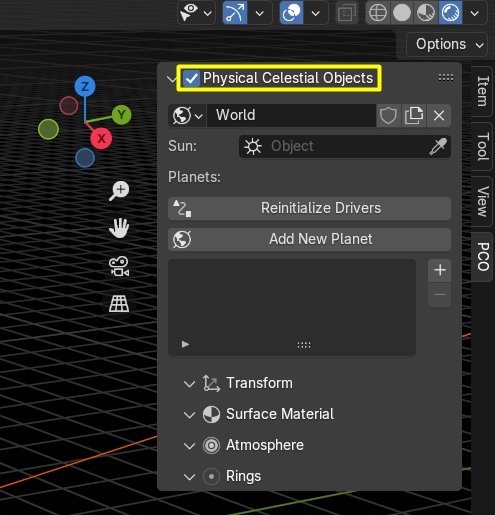 Options
Z
Y
X
Physical Celestial Objects
World
Sun:
Object
Planets:
Reinitialize Drivers
Add New Planet
Transform
Surface Material
Atmosphere
Rings
Item
Tool
View
PCO